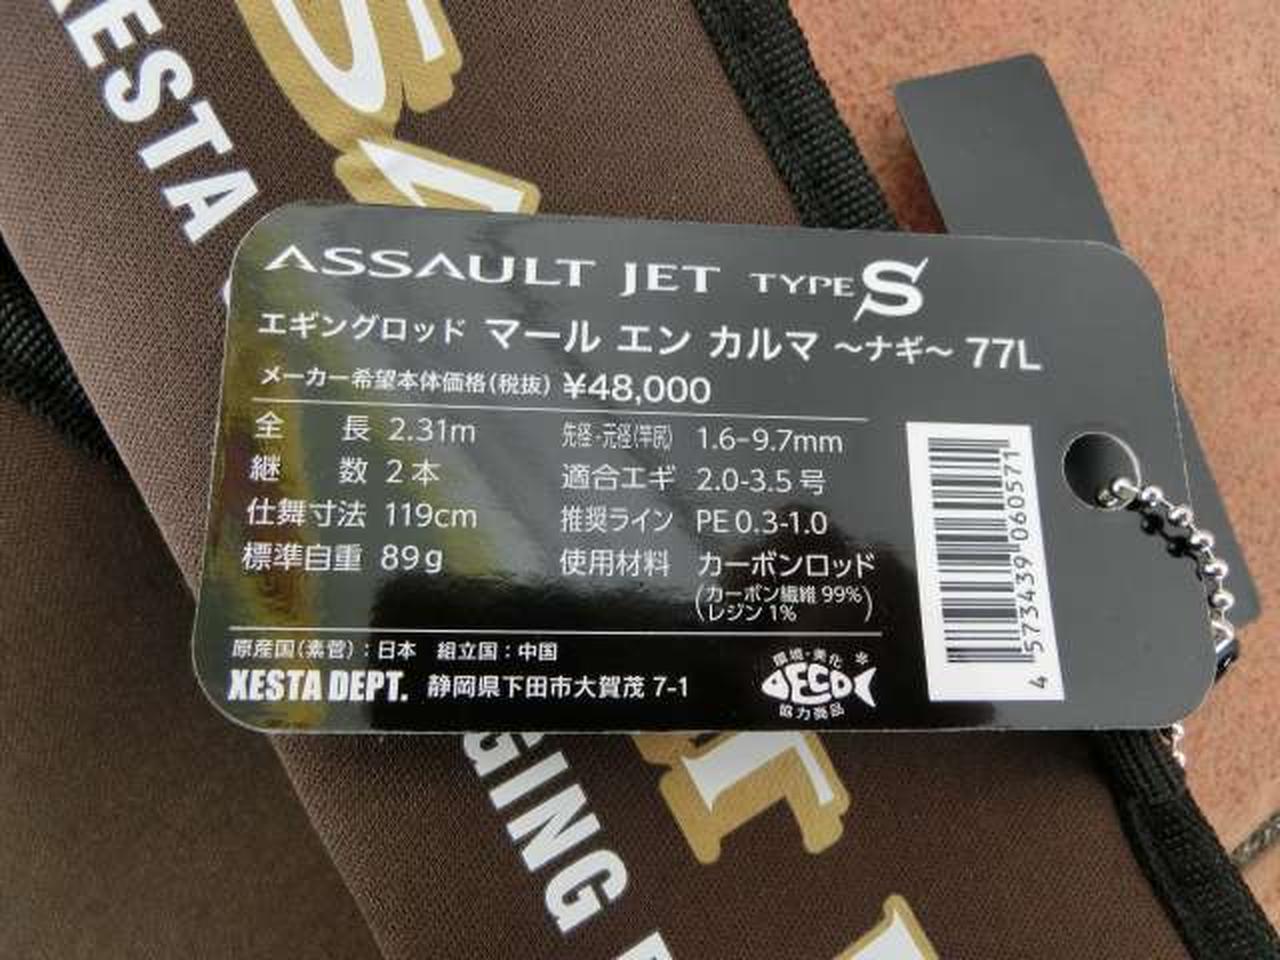 XESTA
ASSAULT JET TYPE S
エギングロッド マール エン カルマ ～ナギ～ 77L
メーカー希望本体価格(税抜) ¥48,000
全長 2.31m 先径・元径(竿尻) 1.6-9.7mm
継数 2本 適合エギ 2.0-3.5号
仕舞寸法 119cm 推奨ライン PE 0.3-1.0
標準自重 89g 使用材料 カーボンロッド
(カーボン繊維 99%
レジン 1%)
原産国(素管):日本 組立国:中国
XESTA DEPT. 静岡県下田市大賀茂 7-1
環境・美化
ECO
協力商品
4 573439 060571
GING